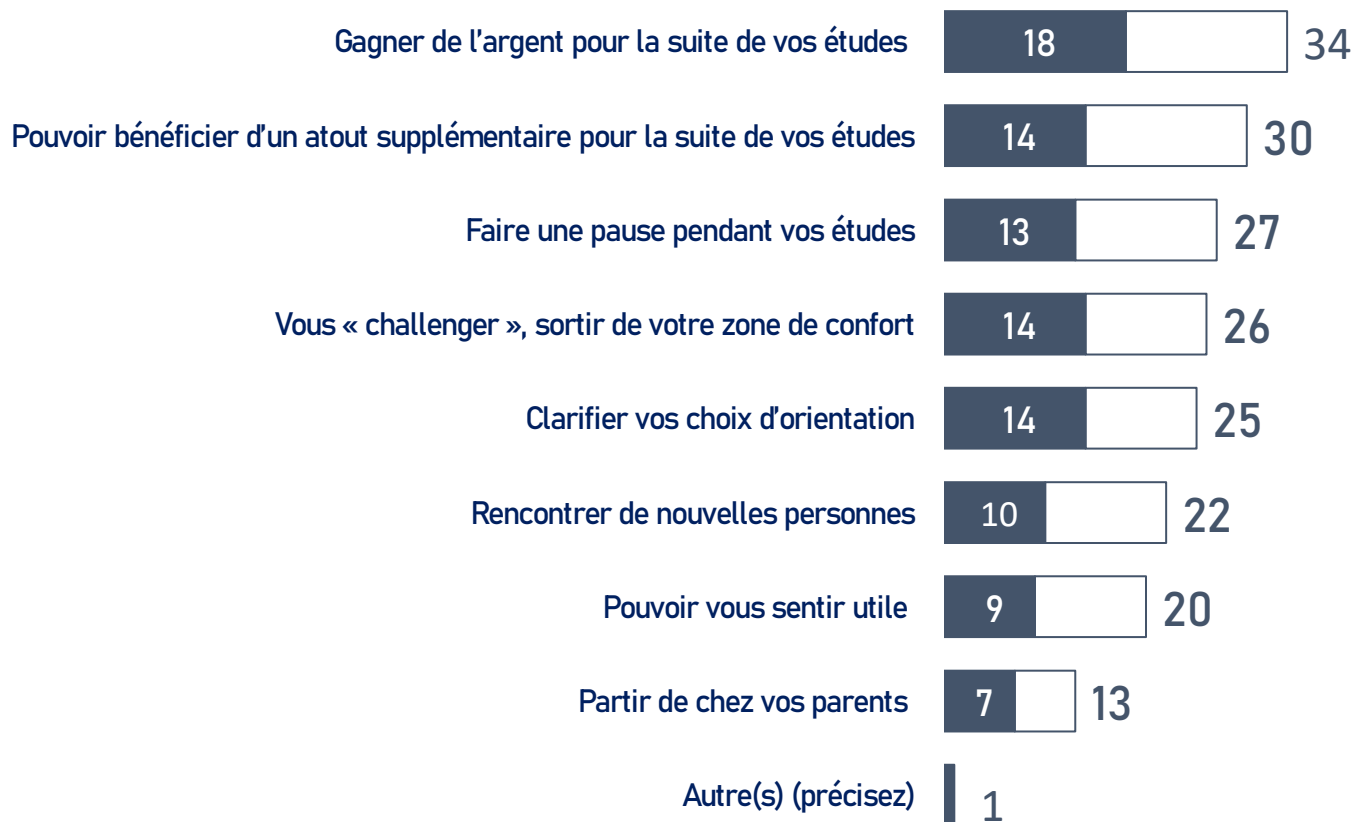 Gagner de l'argent pour la suite de vos études 18 34
Pouvoir bénéficier d'un atout supplémentaire pour la suite de vos études 14 30
Faire une pause pendant vos études 13 27
Vous « challenger », sortir de votre zone de confort 14 26
Clarifier vos choix d'orientation 14 25
Rencontrer de nouvelles personnes 10 22
Pouvoir vous sentir utile 9 20
Partir de chez vos parents 7 13
Autre(s) (précisez) 1